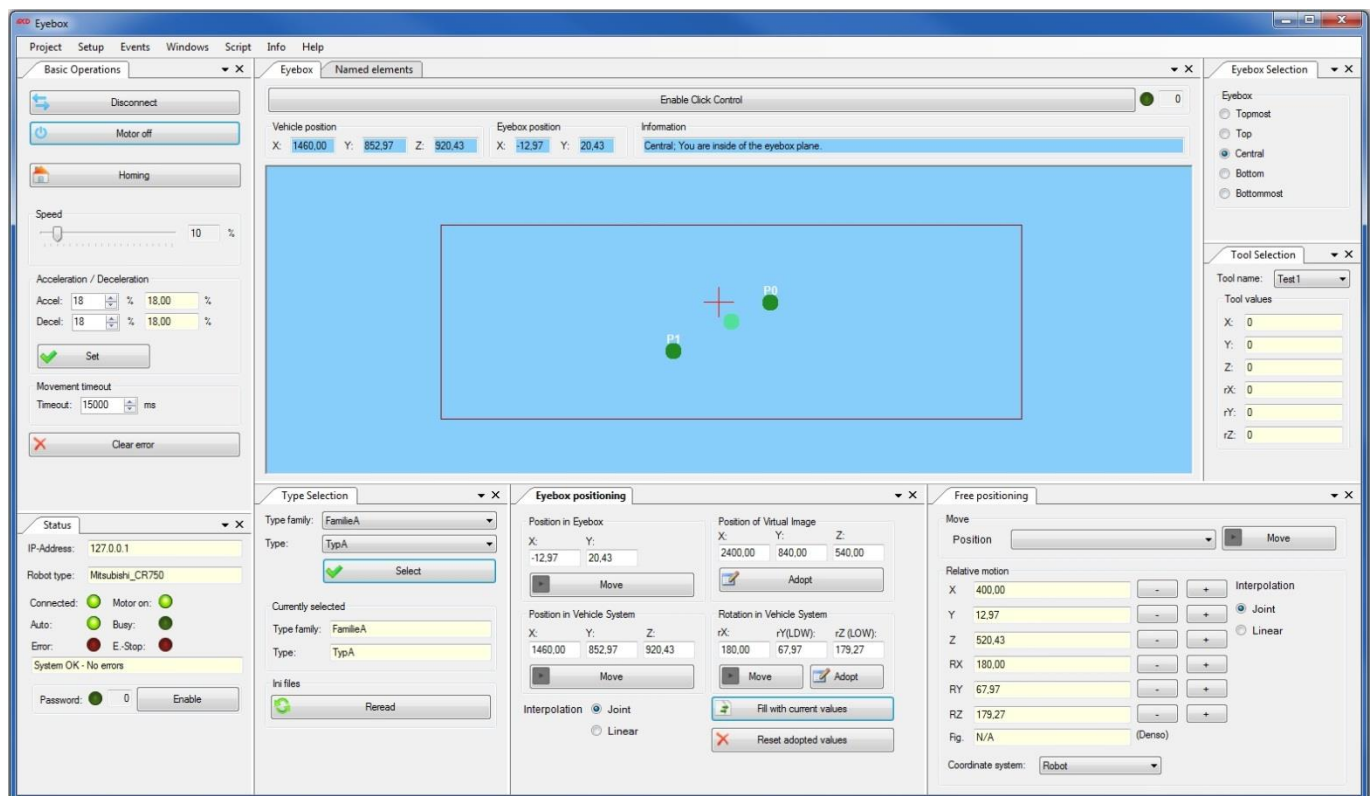 Eyebox
Project Setup Events Windows Script Info Help
Basic Operations
Disconnect
Motor off
Homing
Speed
10 %
Acceleration / Deceleration
Accel: 18 % 18,00 %
Decel: 18 % 18,00 %
Set
Movement timeout
Timeout: 15000 ms
Clear error
Eyebox Named elements
Enable Click Control 0
Vehicle position Eyebox position Information
X: 1460,00 Y: 852,97 Z: 920,43 X: -12,97 Y: 20,43 Central; You are inside of the eyebox plane.
P0
P1
Eyebox Selection
Eyebox
Topmost
Top
Central
Bottom
Bottommost
Tool Selection
Tool name: Test1
Tool values
X: 0
Y: 0
Z: 0
rX: 0
rY: 0
rZ: 0
Status
IP-Address: 127.0.0.1
Robot type: Mitsubishi_CR750
Connected: Motor on:
Auto: Busy:
Error: E.-Stop:
System OK - No errors
Password: 0 Enable
Type Selection
Type family: FamilieA
Type: TypA
Select
Currently selected
Type family: FamilieA
Type: TypA
Ini files
Reread
Eyebox positioning
Position in Eyebox
X: Y:
-12,97 20,43
Move
Position of Virtual Image
X: Y: Z:
2400,00 840,00 540,00
Adopt
Position in Vehicle System
X: Y: Z:
1460,00 852,97 920,43
Move
Rotation in Vehicle System
rX: rY(LDW): rZ (LOW):
180,00 67,97 179,27
Move Adopt
Interpolation Joint
Linear
Fill with current values
Reset adopted values
Free positioning
Move
Position Move
Relative motion
X 400,00 - +
Y 12,97 - +
Z 520,43 - +
RX 180,00 - +
RY 67,97 - +
RZ 179,27 - +
Fig. N/A (Denso)
Interpolation
Joint
Linear
Coordinate system: Robot